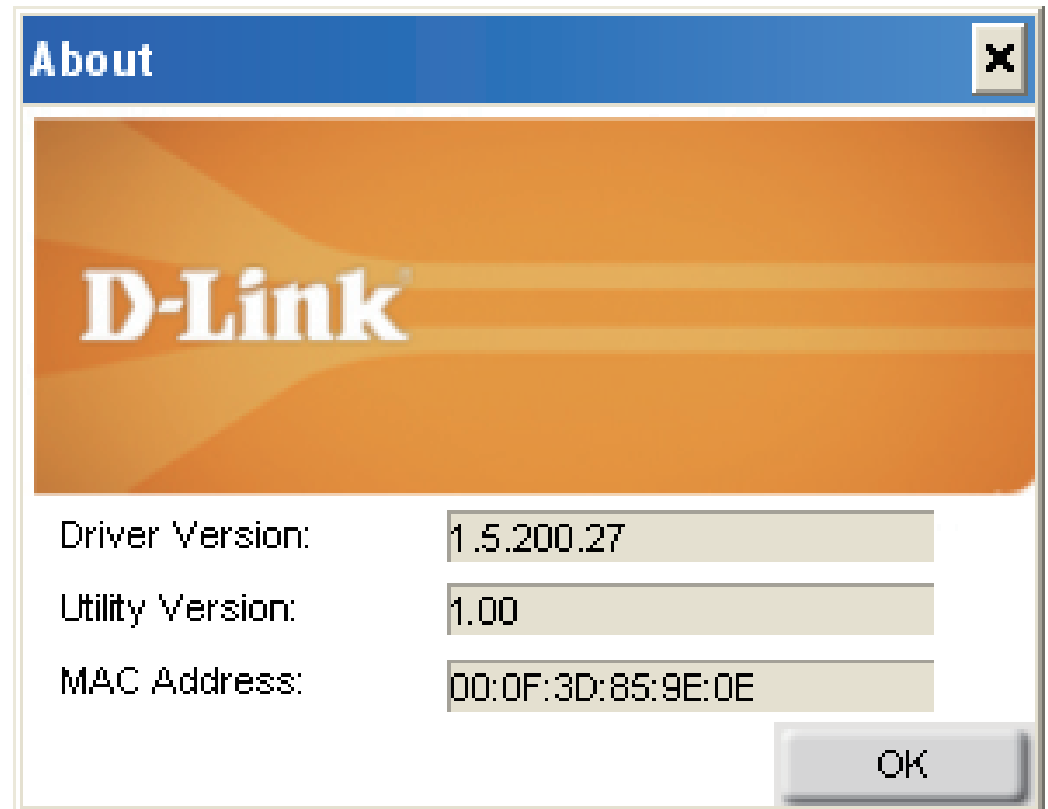 About
D-Link
Driver Version: 1.5.200.27
Utility Version: 1.00
MAC Address: 00:0F:3D:85:9E:0E
OK